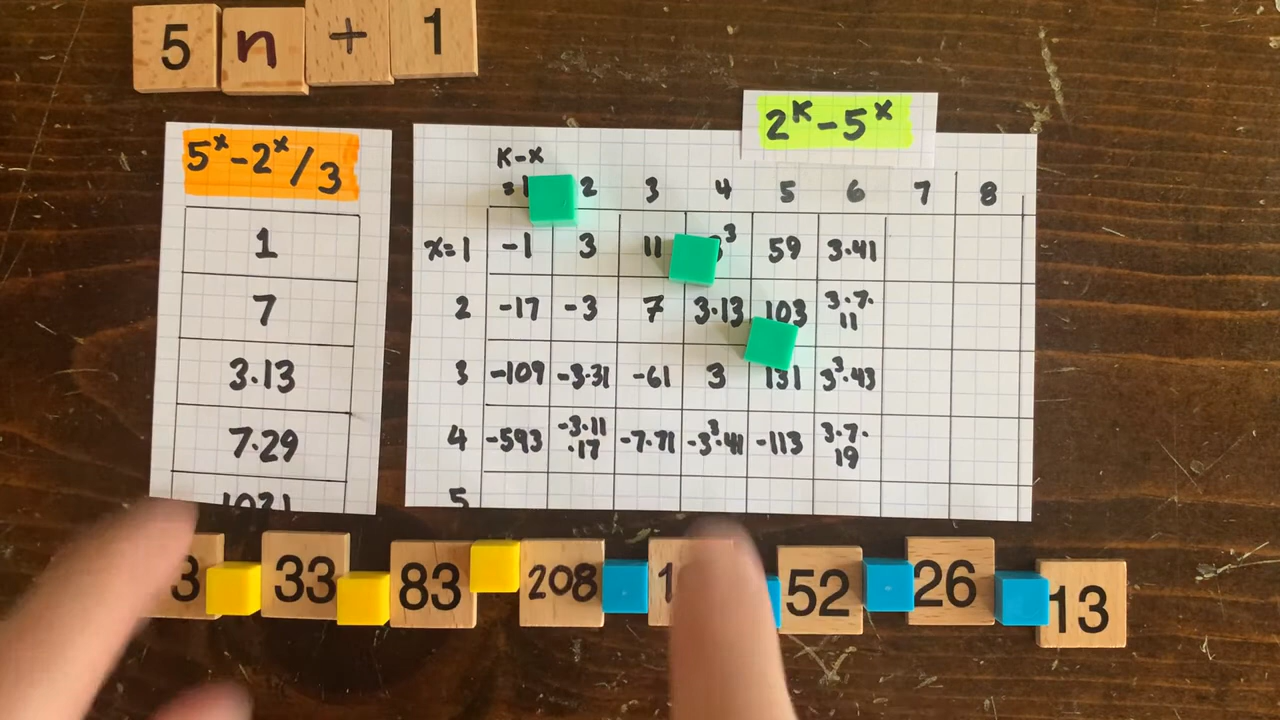 5 n + 1
5^x - 2^x / 3
1
7
3·13
7·29
2^K - 5^x
K-x
=1 2 3 4 5 6 7 8
x=1 -1 3 11 59 3·41
2 -17 -3 7 3·13 103 3·7·11
3 -109 -3·31 -61 3 131 3^3·43
4 -593 -3·11·17 -7·71 -3^3·41 -113 3·7·19
5
33 83 208 52 26 13